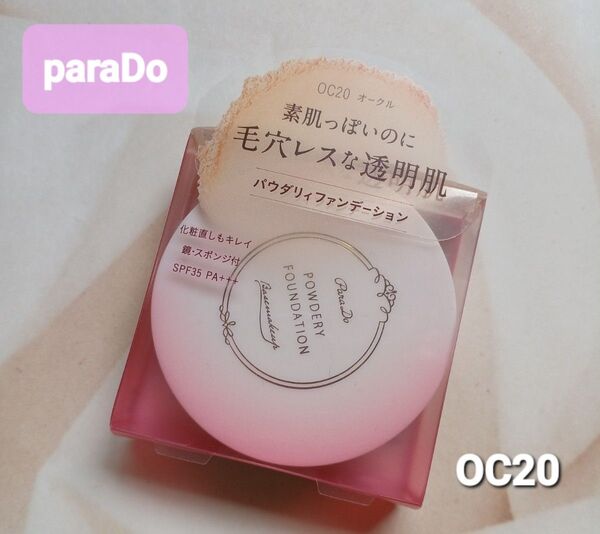 paraDo
OC20 オークル
素肌っぽいのに
毛穴レスな透明肌
パウダリィファンデーション
化粧直しもキレイ
鏡・スポンジ付
SPF35 PA+++
ParaDo
POWDERY
FOUNDATION
Basemakeup
OC20